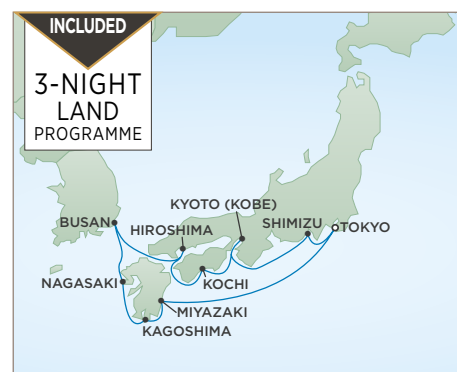 INCLUDED
3-NIGHT
LAND
PROGRAMME
KYOTO (KOBE)
BUSAN
HIROSHIMA
SHIMIZU
TOKYO
NAGASAKI
KOCHI
MIYAZAKI
KAGOSHIMA